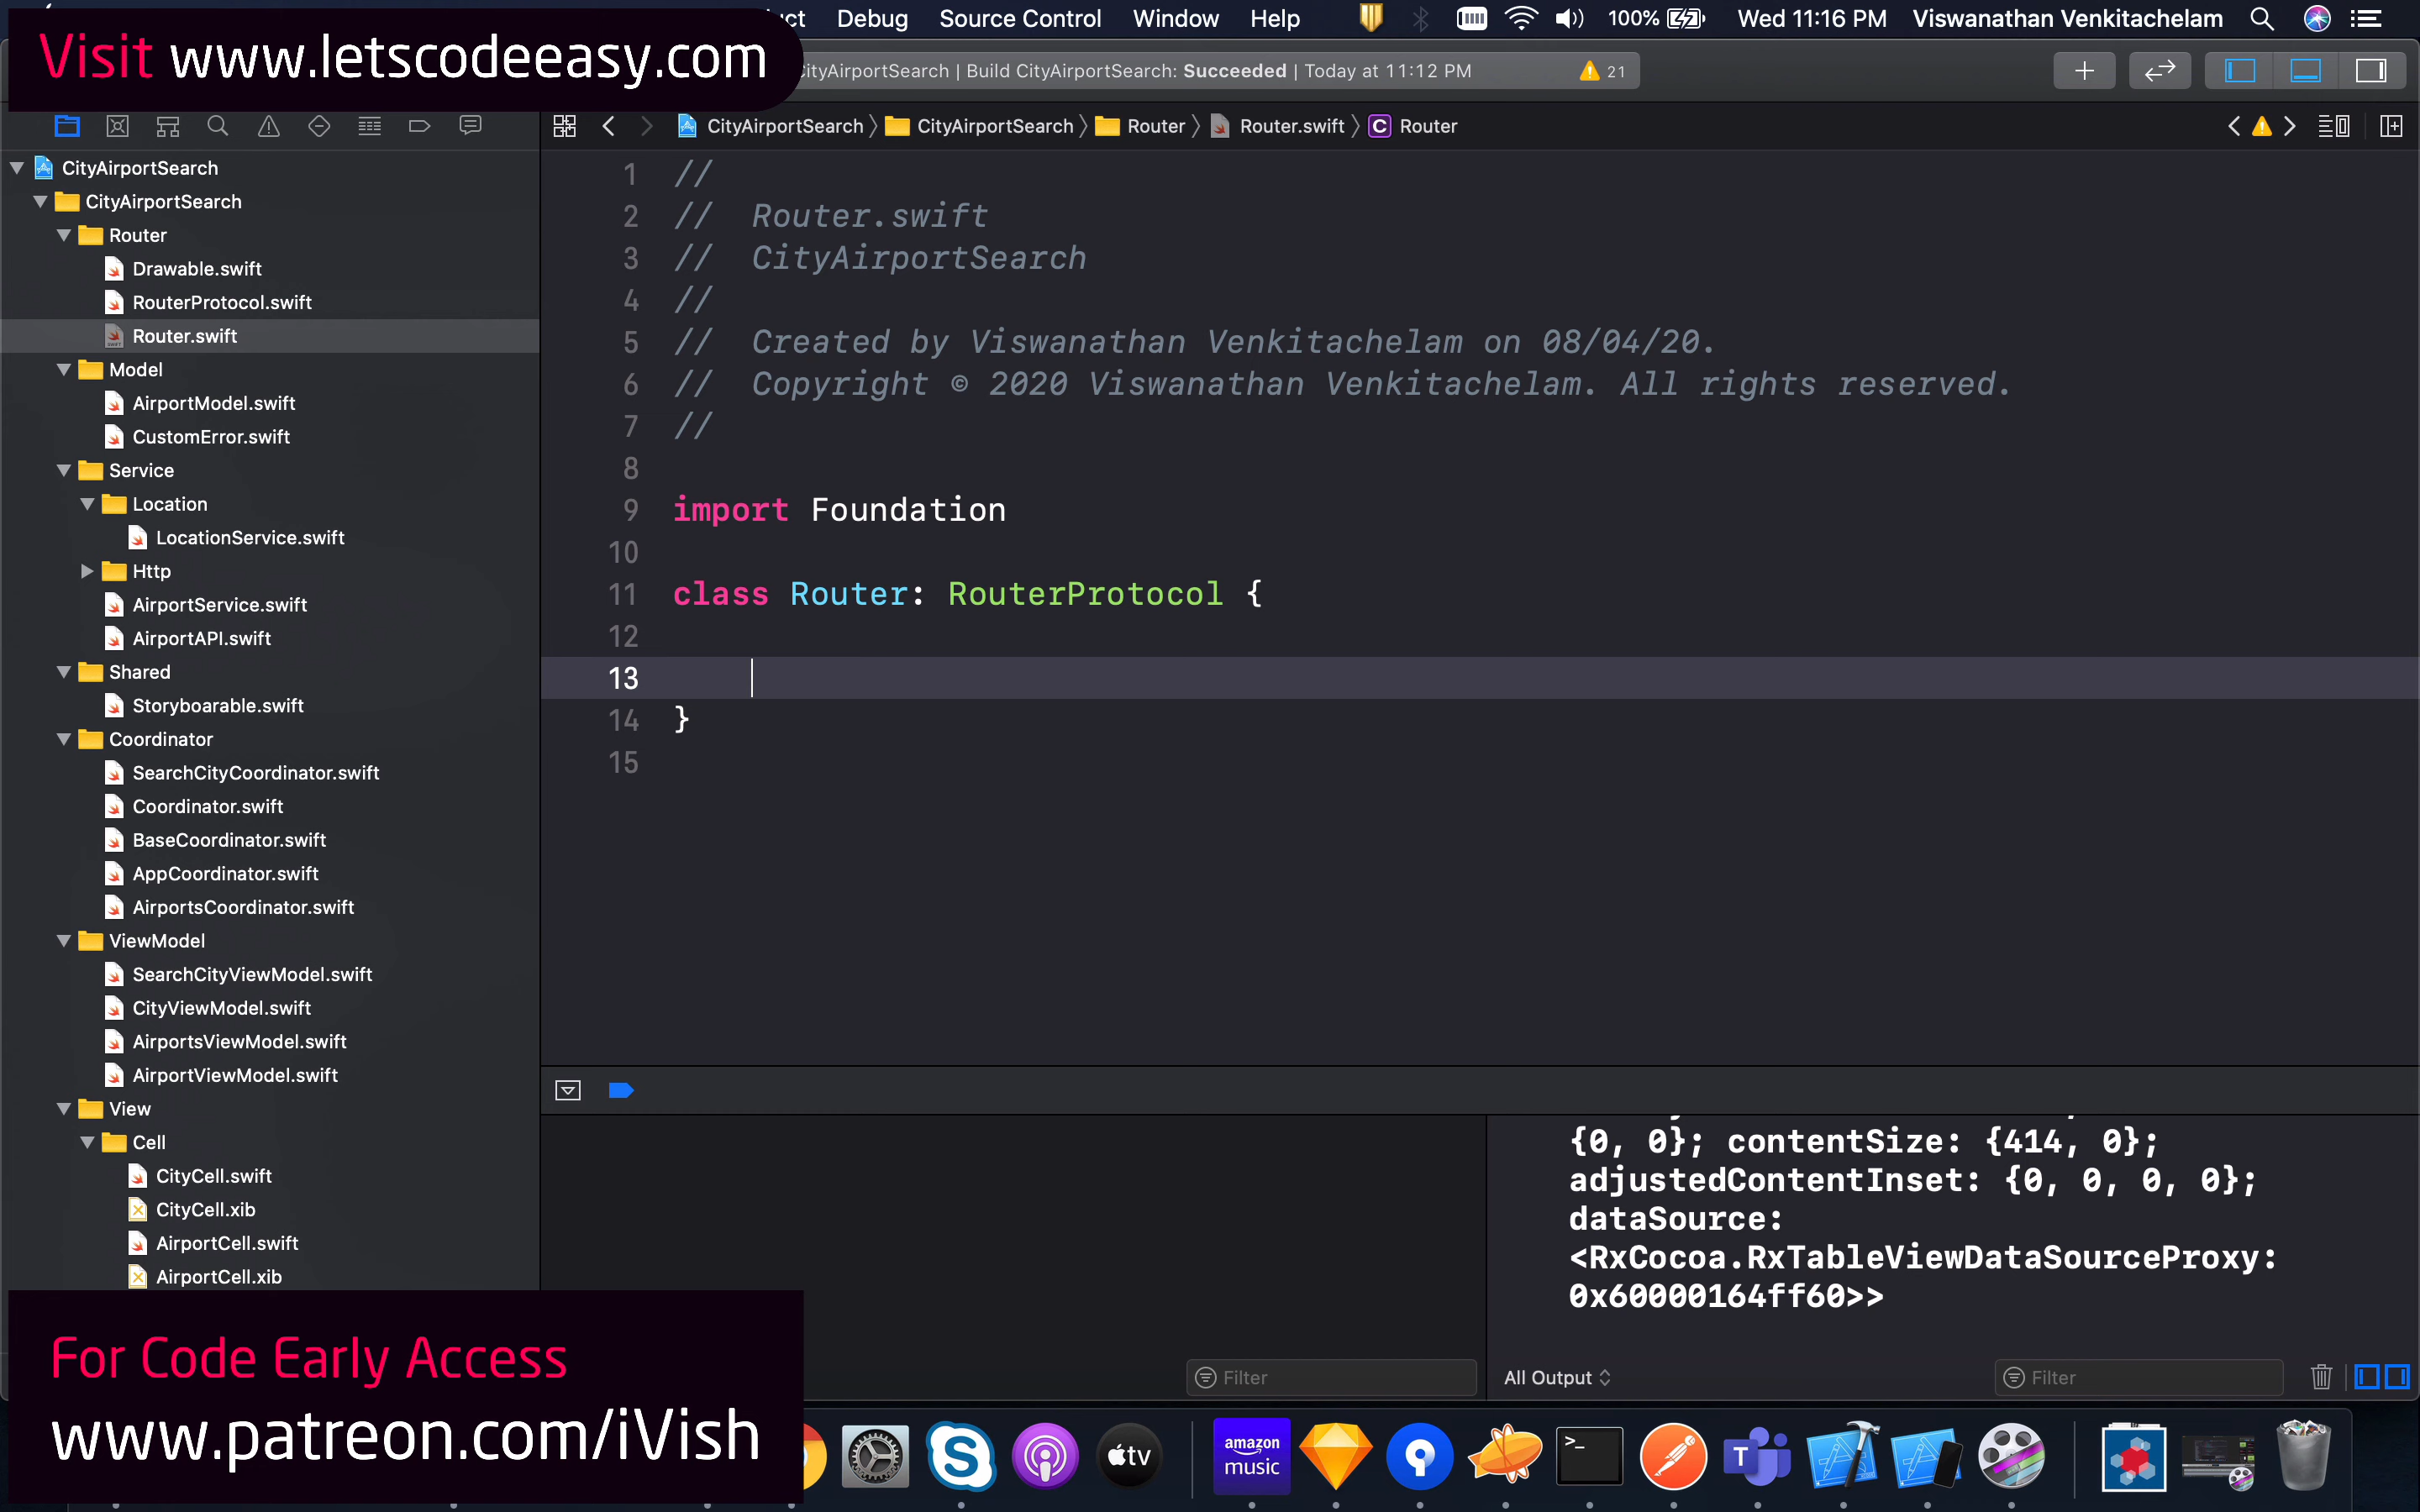 Visit www.letscodeeasy.com
ct Debug Source Control Window Help 100% Wed 11:16 PM Viswanathan Venkitachelam
CityAirportSearch | Build CityAirportSearch: Succeeded | Today at 11:12 PM 21
CityAirportSearch CityAirportSearch Router Router.swift C Router
CityAirportSearch
CityAirportSearch
Router
Drawable.swift
RouterProtocol.swift
Router.swift
Model
AirportModel.swift
CustomError.swift
Service
Location
LocationService.swift
Http
AirportService.swift
AirportAPI.swift
Shared
Storyboarable.swift
Coordinator
SearchCityCoordinator.swift
Coordinator.swift
BaseCoordinator.swift
AppCoordinator.swift
AirportsCoordinator.swift
ViewModel
SearchCityViewModel.swift
CityViewModel.swift
AirportsViewModel.swift
AirportViewModel.swift
View
Cell
CityCell.swift
CityCell.xib
AirportCell.swift
AirportCell.xib
1 //
2 // Router.swift
3 // CityAirportSearch
4 //
5 // Created by Viswanathan Venkitachelam on 08/04/20.
6 // Copyright © 2020 Viswanathan Venkitachelam. All rights reserved.
7 //
8
9 import Foundation
10
11 class Router: RouterProtocol {
12
13
14 }
15
{0, 0}; contentSize: {414, 0};
adjustedContentInset: {0, 0, 0, 0};
dataSource:
<RxCocoa.RxTableViewDataSourceProxy:
0x60000164ff60>>
Filter
All Output
Filter
For Code Early Access
www.patreon.com/iVish
S
tv
amazon
music
>_
T